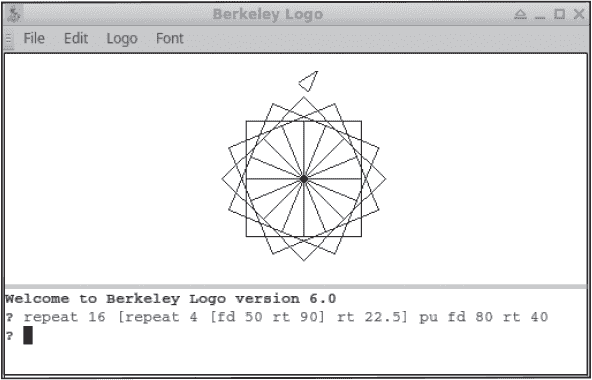 Berkeley Logo
File Edit Logo Font
Welcome to Berkeley Logo version 6.0
? repeat 16 [repeat 4 [fd 50 rt 90] rt 22.5] pu fd 80 rt 40
?